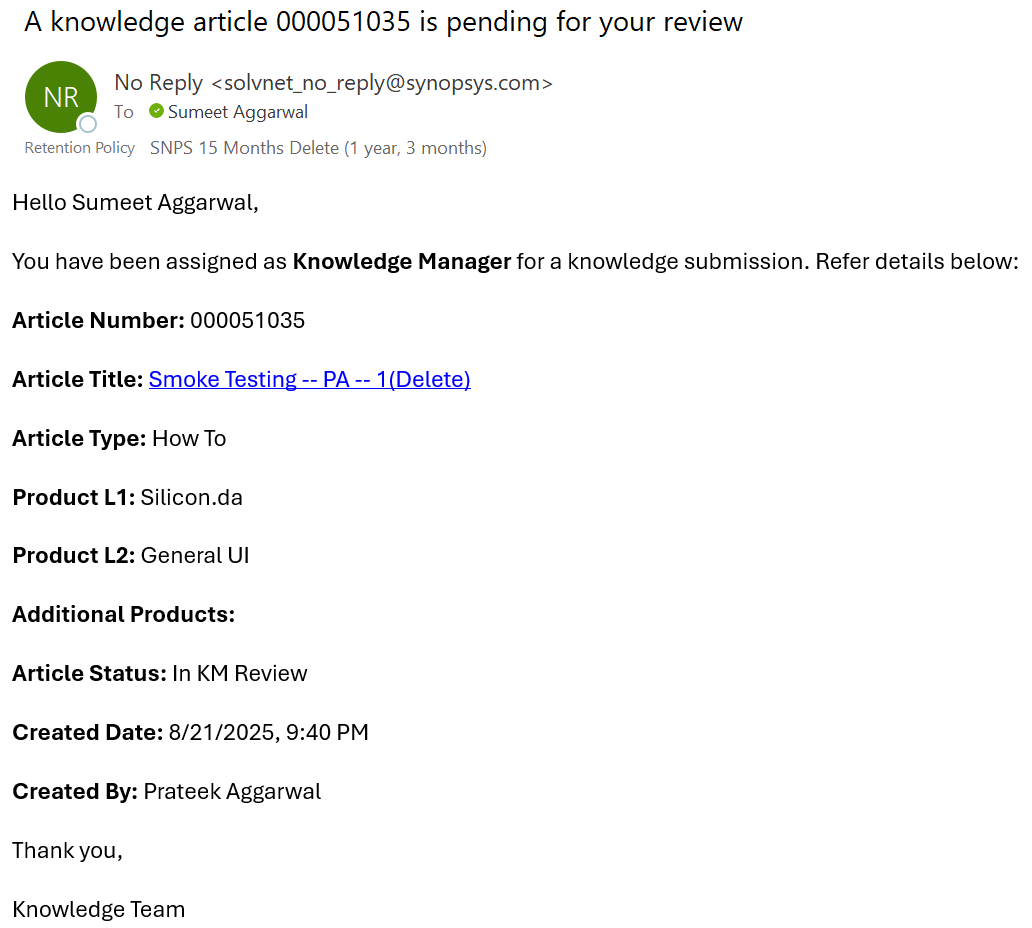 A knowledge article 000051035 is pending for your review
NR
No Reply <solvnet_no_reply@synopsys.com>
To Sumeet Aggarwal
Retention Policy SNPS 15 Months Delete (1 year, 3 months)
Hello Sumeet Aggarwal,
You have been assigned as Knowledge Manager for a knowledge submission. Refer details below:
Article Number: 000051035
Article Title: Smoke Testing -- PA -- 1(Delete)
Article Type: How To
Product L1: Silicon.da
Product L2: General UI
Additional Products:
Article Status: In KM Review
Created Date: 8/21/2025, 9:40 PM
Created By: Prateek Aggarwal
Thank you,
Knowledge Team